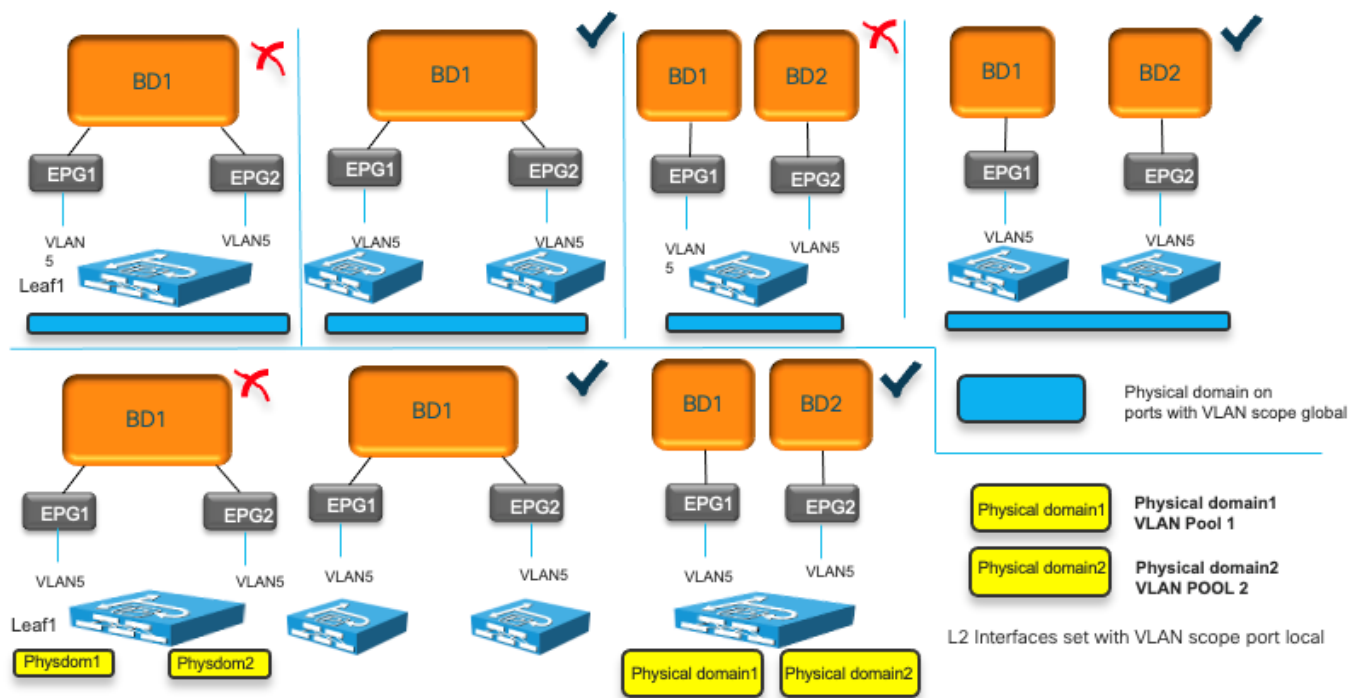 BD1
EPG1
EPG2
VLAN
5
VLAN5
Leaf1
BD1
EPG1
EPG2
VLAN5
VLAN5
BD1
BD2
EPG1
EPG2
VLAN
5
VLAN5
BD1
BD2
EPG1
EPG2
VLAN5
VLAN5
BD1
EPG1
EPG2
VLAN5
VLAN5
Leaf1
Physdom1
Physdom2
BD1
EPG1
EPG2
VLAN5
VLAN5
BD1
BD2
EPG1
EPG2
VLAN5
VLAN5
Physical domain1
Physical domain2
Physical domain on
ports with VLAN scope global
Physical domain1
Physical domain1
VLAN Pool 1
Physical domain2
Physical domain2
VLAN POOL 2
L2 Interfaces set with VLAN scope port local